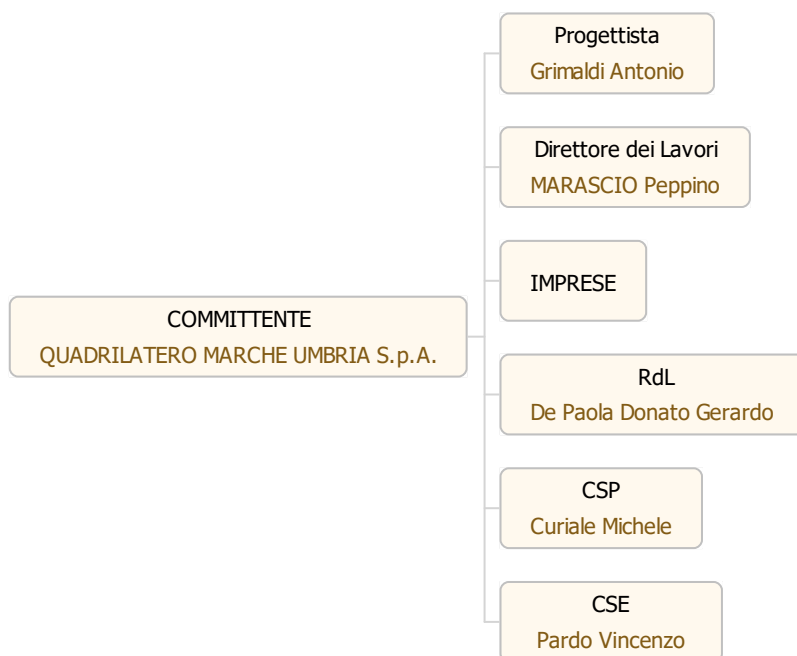 Progettista
Grimaldi Antonio
Direttore dei Lavori
MARASCIO Peppino
IMPRESE
COMMITTENTE
QUADRILATERO MARCHE UMBRIA S.p.A.
RdL
De Paola Donato Gerardo
CSP
Curiale Michele
CSE
Pardo Vincenzo